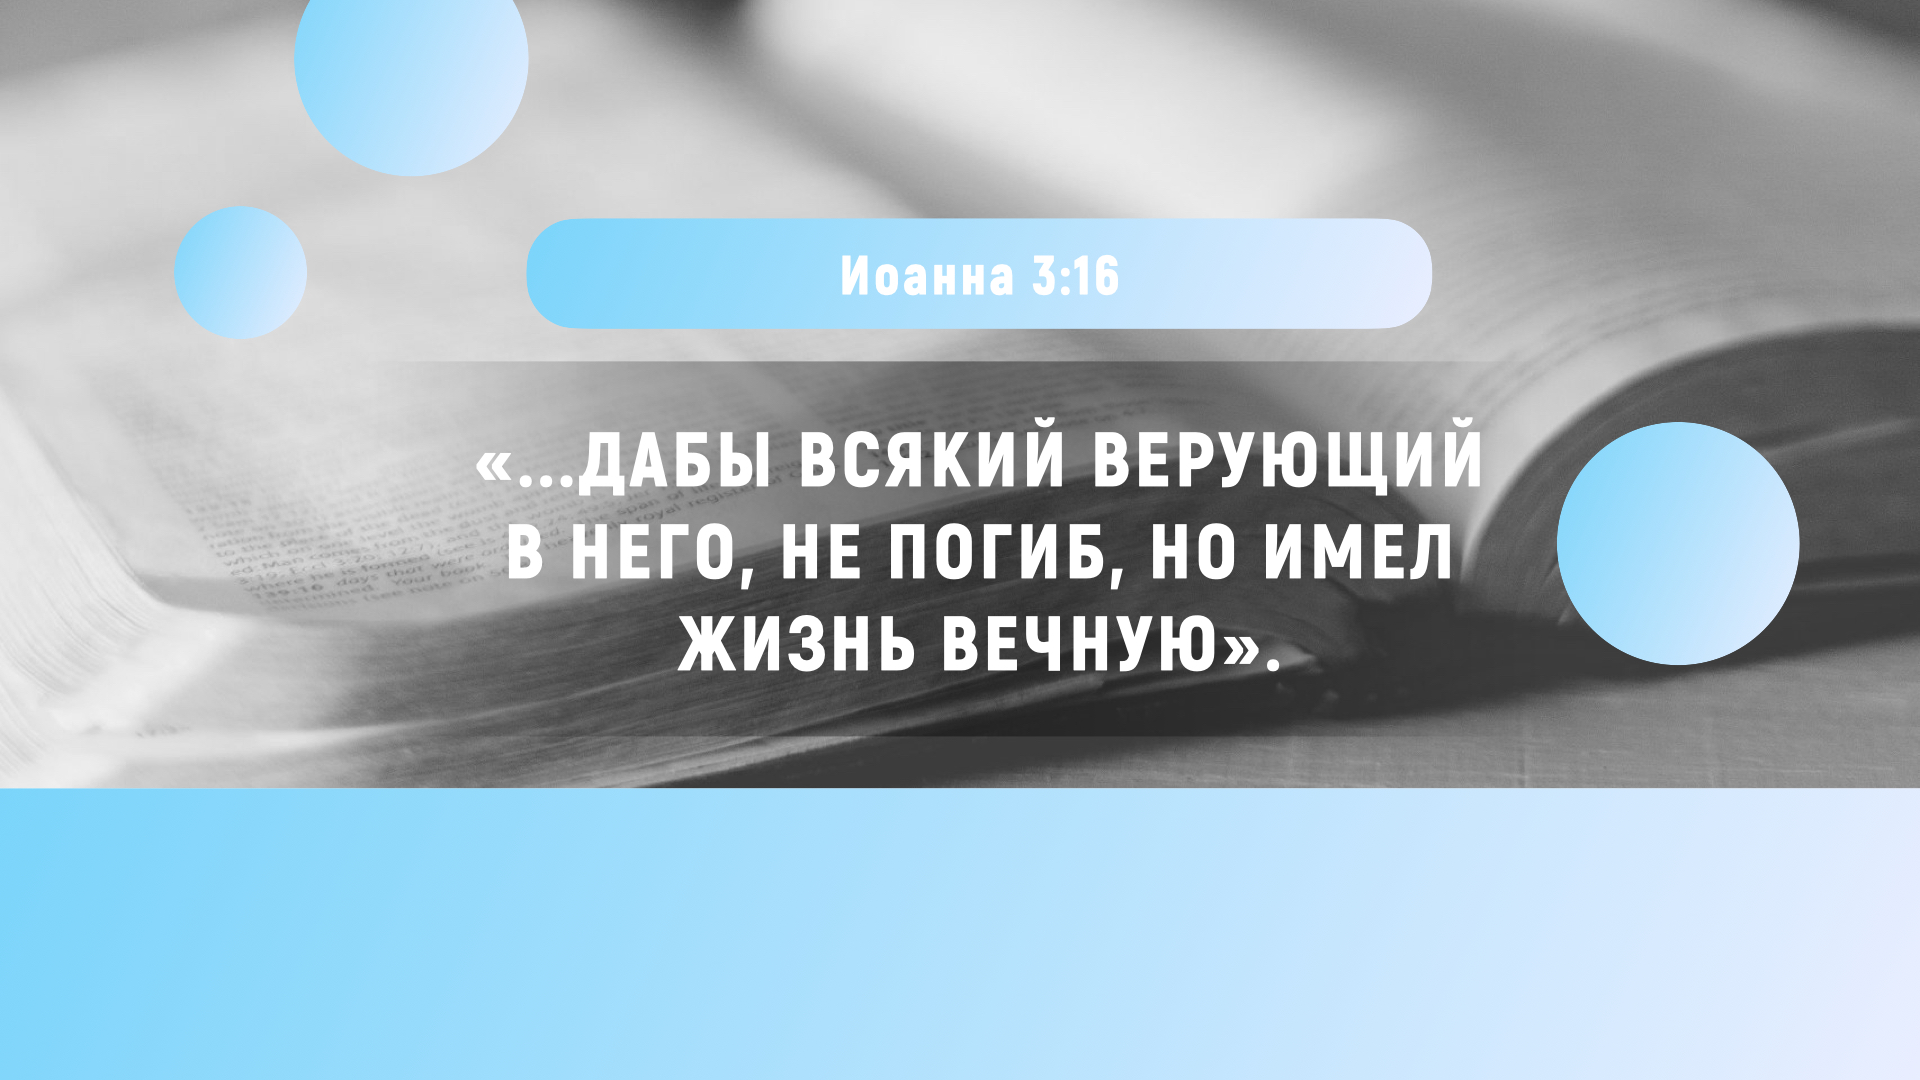 Иоанна 3:16
«...ДАБЫ ВСЯКИЙ ВЕРУЮЩИЙ
В НЕГО, НЕ ПОГИБ, НО ИМЕЛ
ЖИЗНЬ ВЕЧНУЮ».